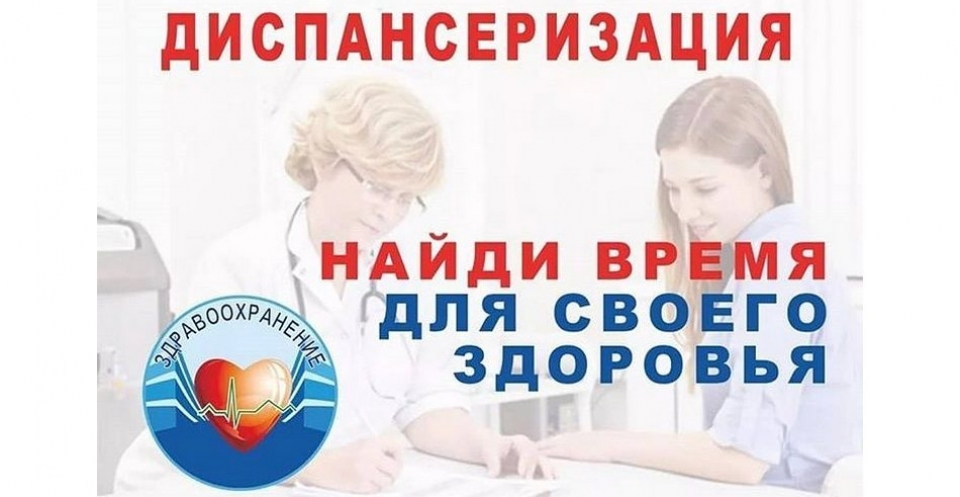 ДИСПАНСЕРИЗАЦИЯ
НАЙДИ ВРЕМЯ
ДЛЯ СВОЕГО
ЗДОРОВЬЯ
ЗДРАВООХРАНЕНИЕ